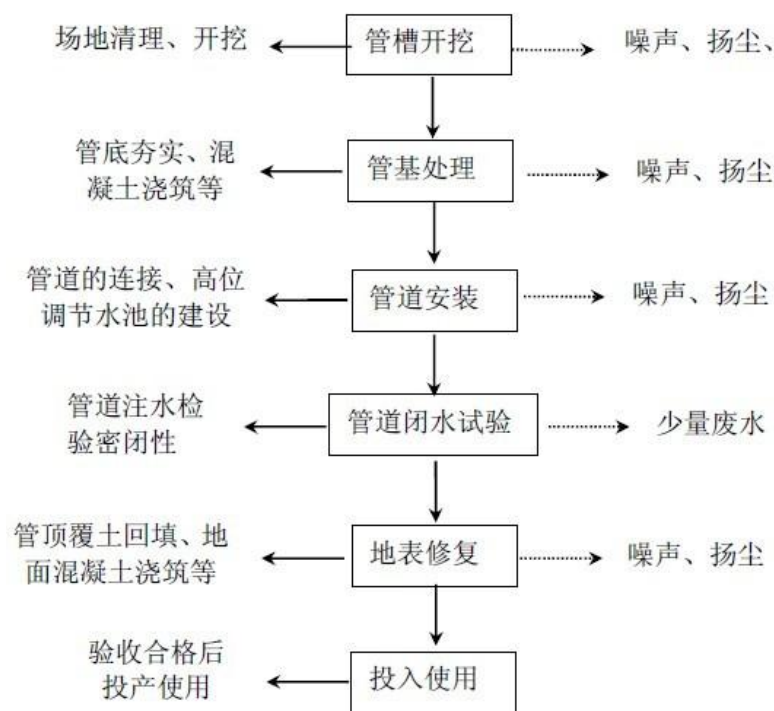 场地清理、开挖
管槽开挖
噪声、扬尘、
管底夯实、混
凝土浇筑等
管基处理
噪声、扬尘
管道的连接、高位
调节水池的建设
管道安装
噪声、扬尘
管道注水检
验密闭性
管道闭水试验
少量废水
管顶覆土回填、地
面混凝土浇筑等
地表修复
噪声、扬尘
验收合格后
投产使用
投入使用